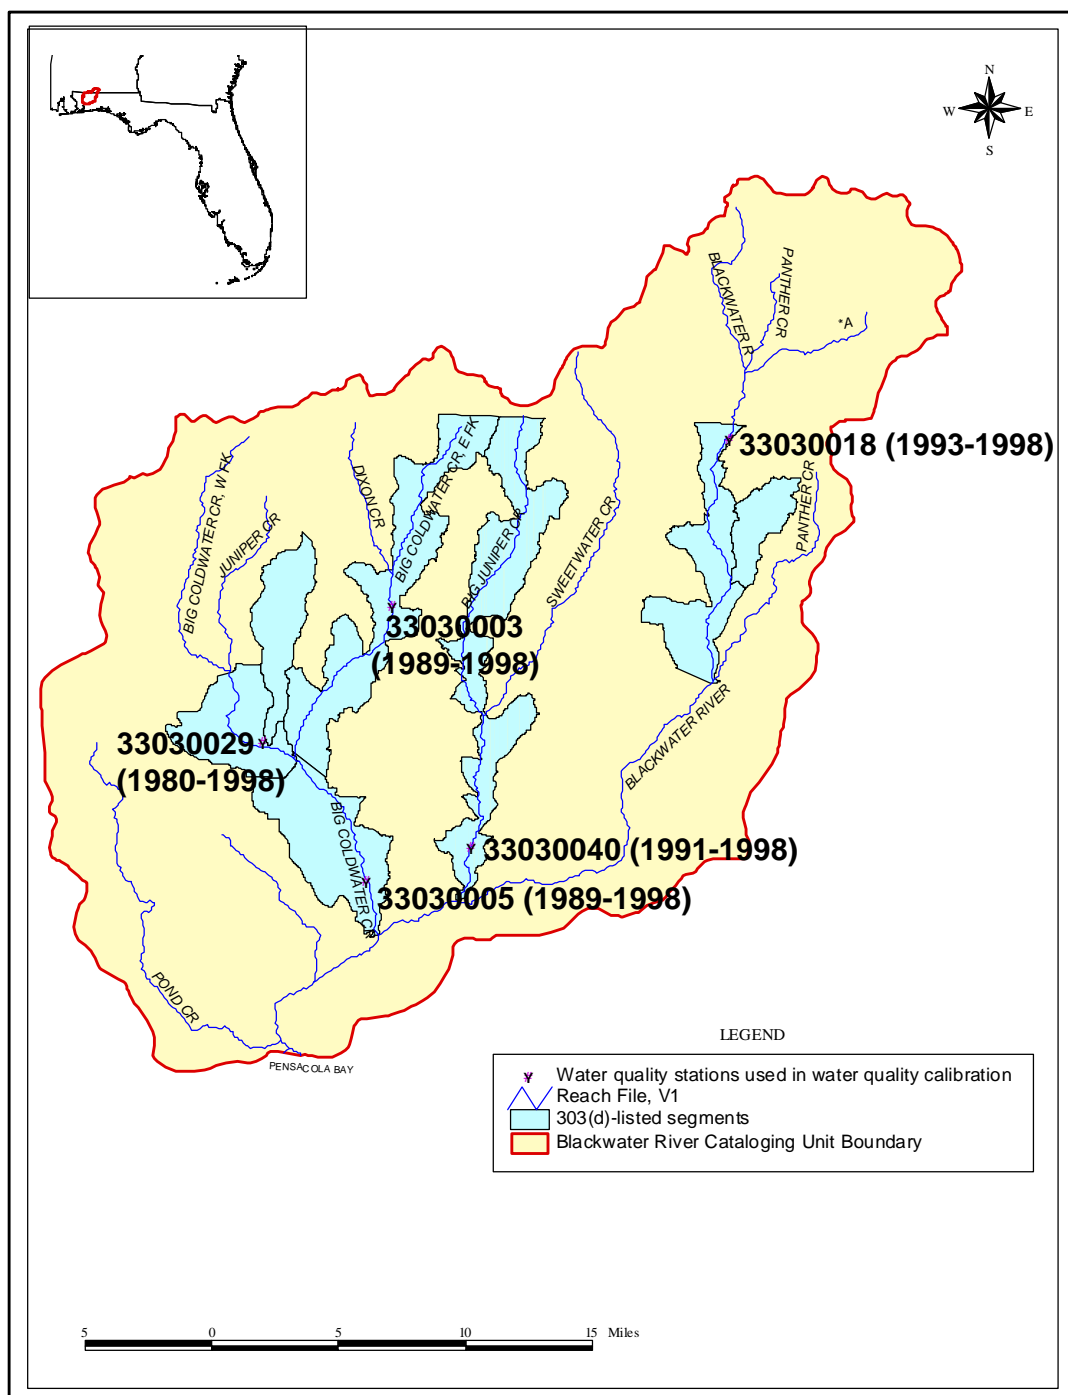 N
W
E
S
BLACKWATER R
PANTHER CR
*A
33030018 (1993-1998)
PANTHER CR
BIG COLDWATER CR, W FK
JUNIPER CR
DIXON CR
BIG COLDWATER CR, E FK
BIG JUNIPER CR
SWEETWATER CR
33030003
(1989-1998)
33030029
(1980-1998)
BLACKWATER RIVER
BIG COLDWATER CR
33030040 (1991-1998)
33030005 (1989-1998)
POND CR
PENSACOLA BAY
LEGEND
Water quality stations used in water quality calibration
Reach File, V1
303(d)-listed segments
Blackwater River Cataloging Unit Boundary
5 0 5 10 15 Miles